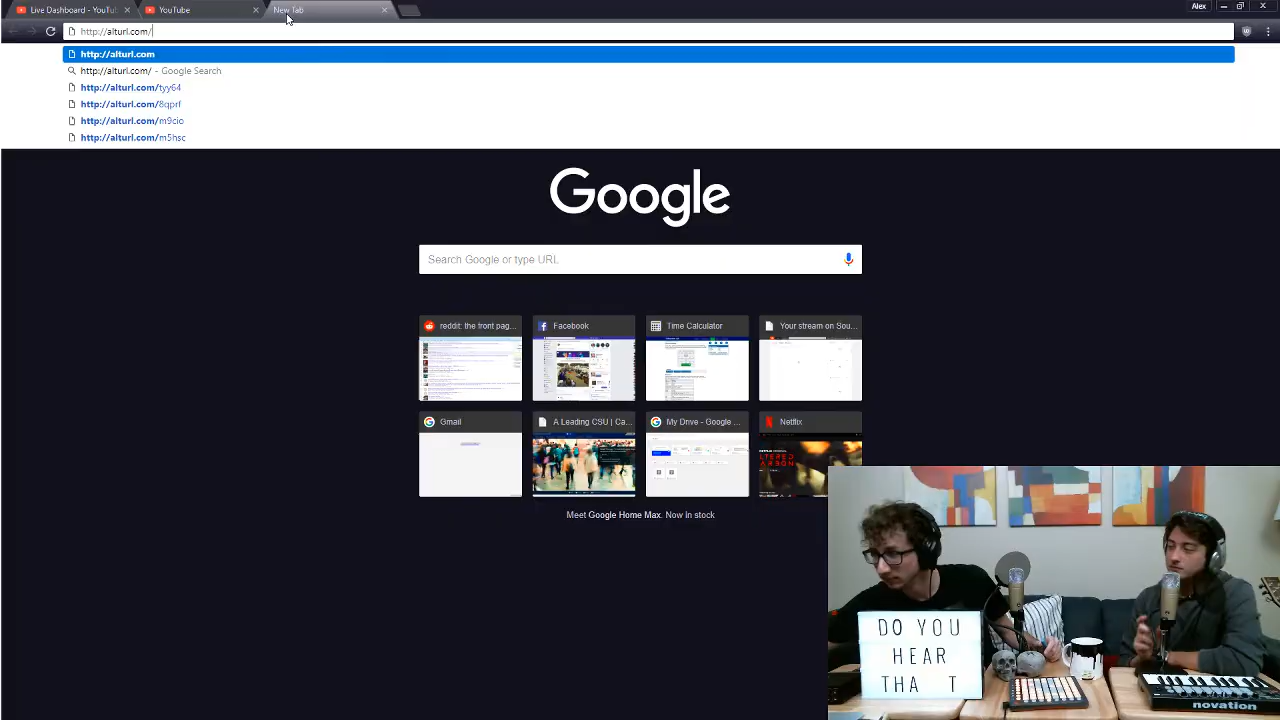 Live Dashboard - YouTu
YouTube
New Tab
Alex
http://alturl.com/
http://alturl.com
http://alturl.com/ - Google Search
http://alturl.com/tyy64
http://alturl.com/8qprf
http://alturl.com/m9cio
http://alturl.com/m5hsc
Google
Search Google or type URL
reddit: the front pag...
Facebook
Time Calculator
Your stream on Sou...
Gmail
A Leading CSU | Ca...
My Drive - Google ...
Netflix
ALTERED
CARBON
Meet Google Home Max. Now in stock
DO YOU
HEAR
THA T
novation